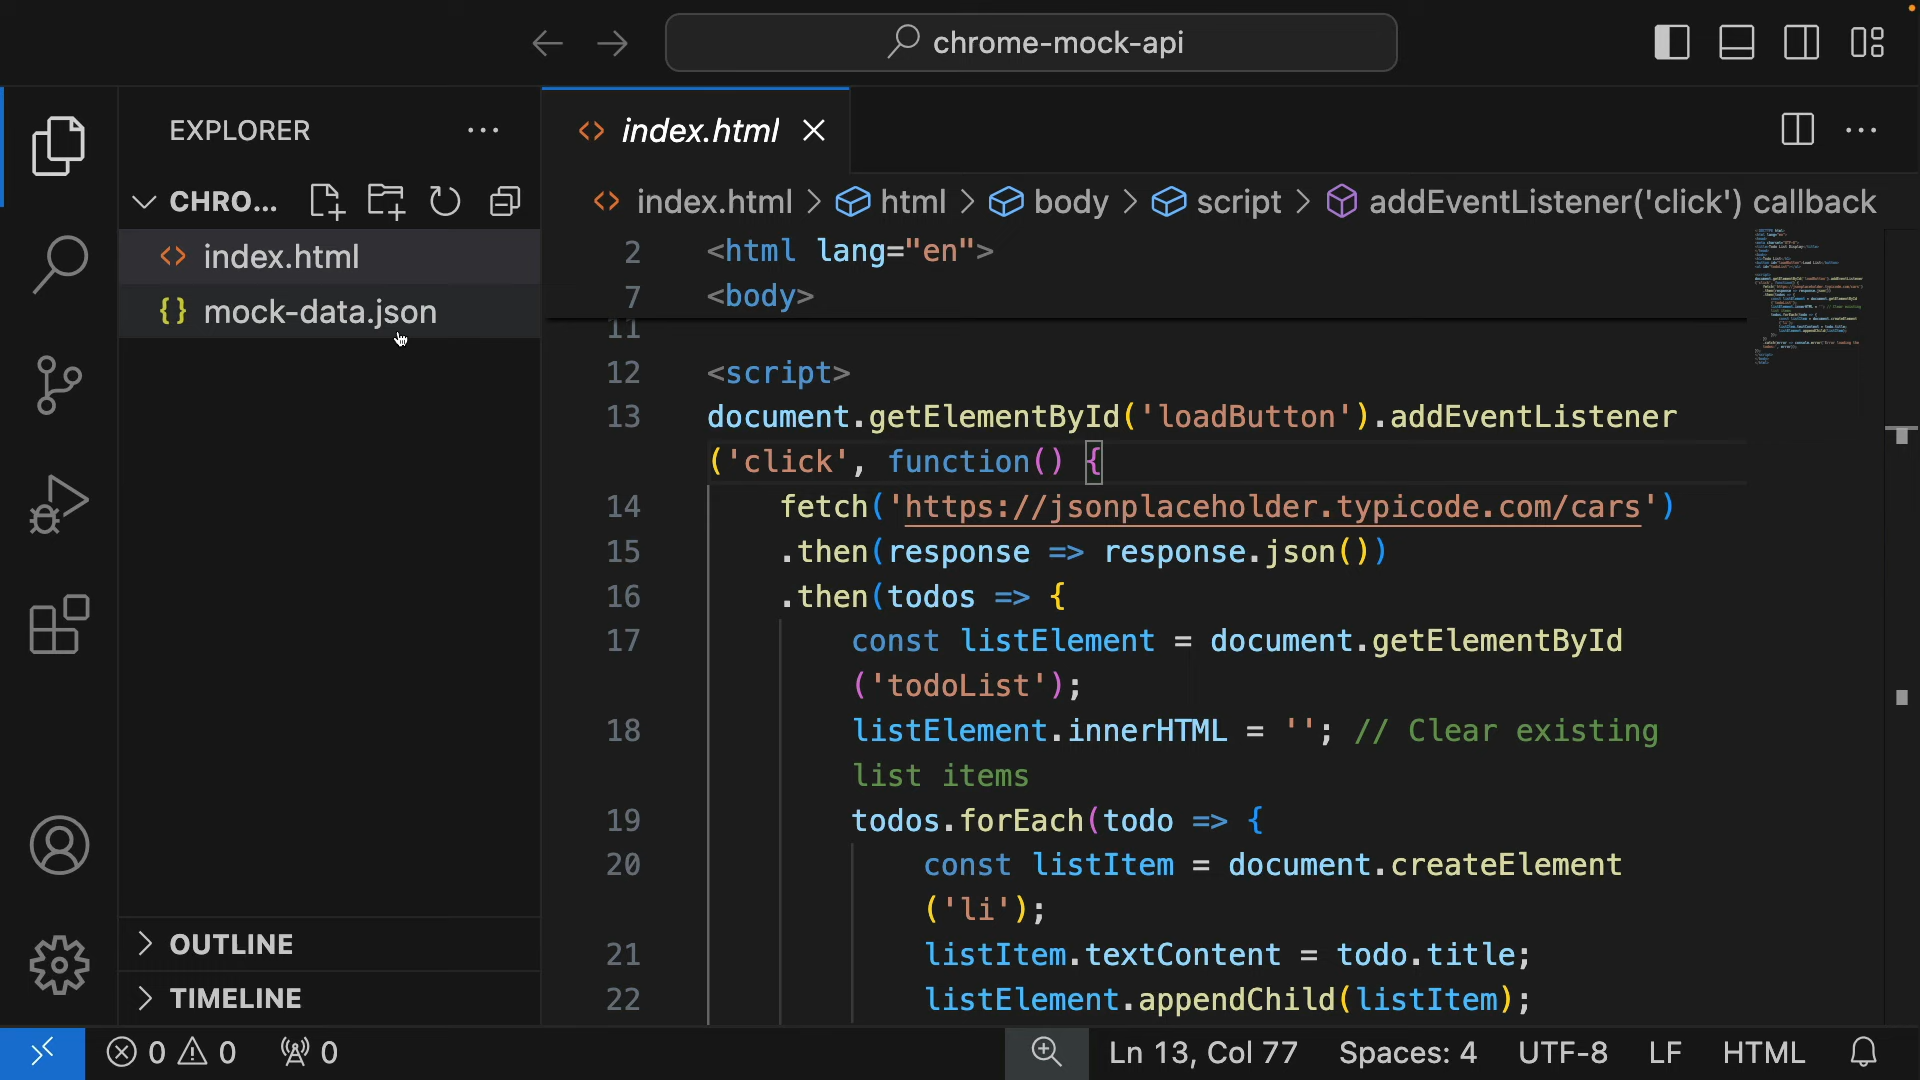 chrome-mock-api
EXPLORER
CHRO...
index.html
mock-data.json
OUTLINE
TIMELINE
index.html
index.html > html > body > script > addEventListener('click') callback
2 <html lang="en">
7 <body>
11
12 <script>
13 document.getElementById('loadButton').addEventListener
('click', function() {
14 fetch('https://jsonplaceholder.typicode.com/cars')
15 .then(response => response.json())
16 .then(todos => {
17 const listElement = document.getElementById
('todoList');
18 listElement.innerHTML = ''; // Clear existing
list items
19 todos.forEach(todo => {
20 const listItem = document.createElement
('li');
21 listItem.textContent = todo.title;
22 listElement.appendChild(listItem);
0 0 0
Ln 13, Col 77 Spaces: 4 UTF-8 LF HTML